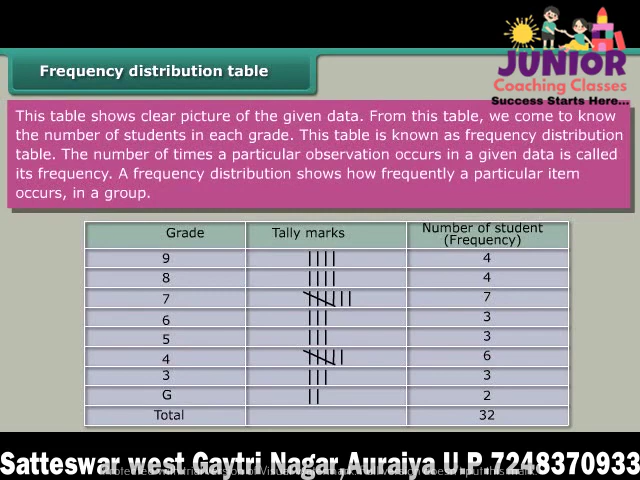 JUNIOR
Coaching Classes
Success Starts Here...
Frequency distribution table
This table shows clear picture of the given data. From this table, we come to know
the number of students in each grade. This table is known as frequency distribution
table. The number of times a particular observation occurs in a given data is called
its frequency. A frequency distribution shows how frequently a particular item
occurs, in a group.
Grade Tally marks Number of student
(Frequency)
9 4
8 4
7 7
6 3
5 3
4 6
3 3
G 2
Total 32
Satteswar west Gaytri Nagar Auraiya U.P 7248370933